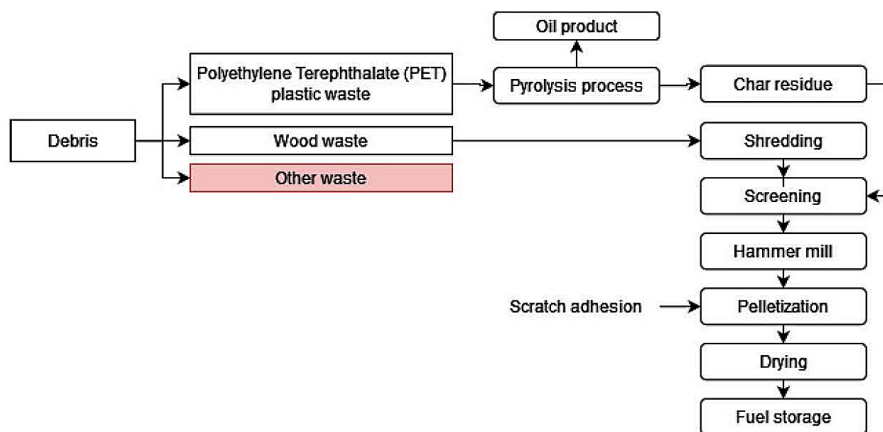 Oil product
Polyethylene Terephthalate (PET)
plastic waste
Pyrolysis process
Char residue
Debris
Wood waste
Shredding
Other waste
Screening
Hammer mill
Scratch adhesion
Pelletization
Drying
Fuel storage